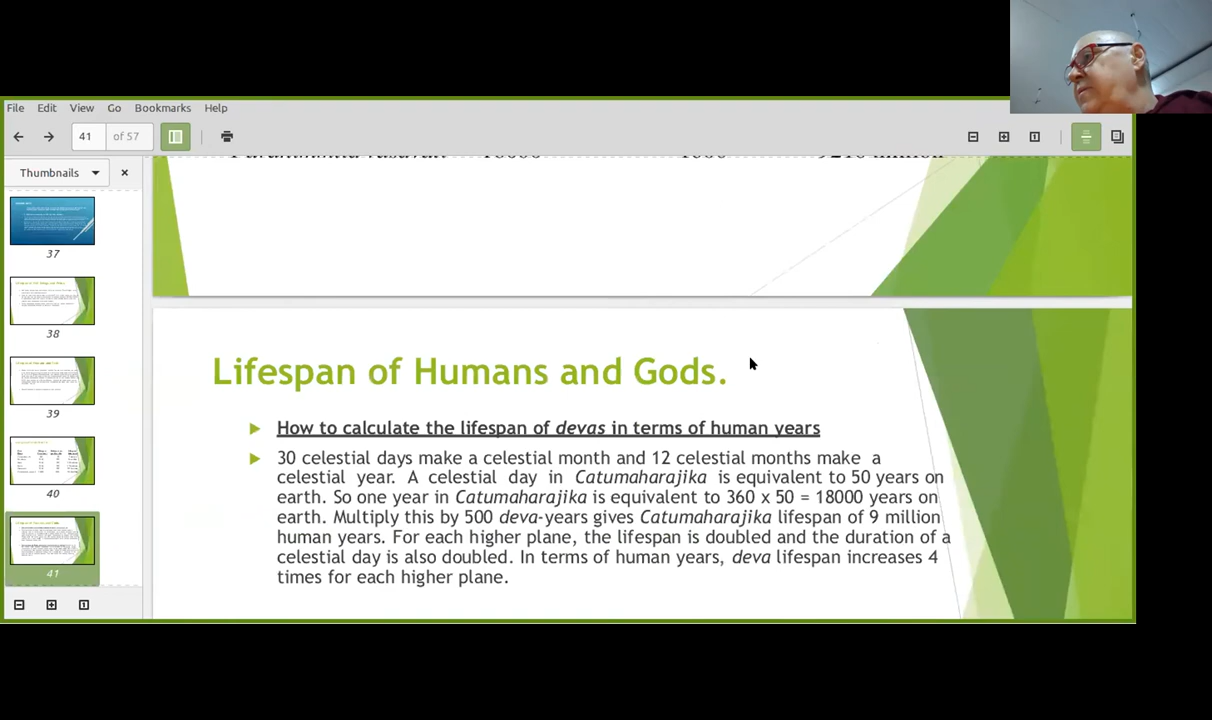 File Edit View Go Bookmarks Help
41 of 57
Thumbnails
16000 1600 9216 million
37
38
39
40
41
Lifespan of Humans and Gods.
How to calculate the lifespan of devas in terms of human years
30 celestial days make a celestial month and 12 celestial months make a
celestial year. A celestial day in Catumaharajika is equivalent to 50 years on
earth. So one year in Catumaharajika is equivalent to 360 x 50 = 18000 years on
earth. Multiply this by 500 deva-years gives Catumaharajika lifespan of 9 million
human years. For each higher plane, the lifespan is doubled and the duration of a
celestial day is also doubled. In terms of human years, deva lifespan increases 4
times for each higher plane.